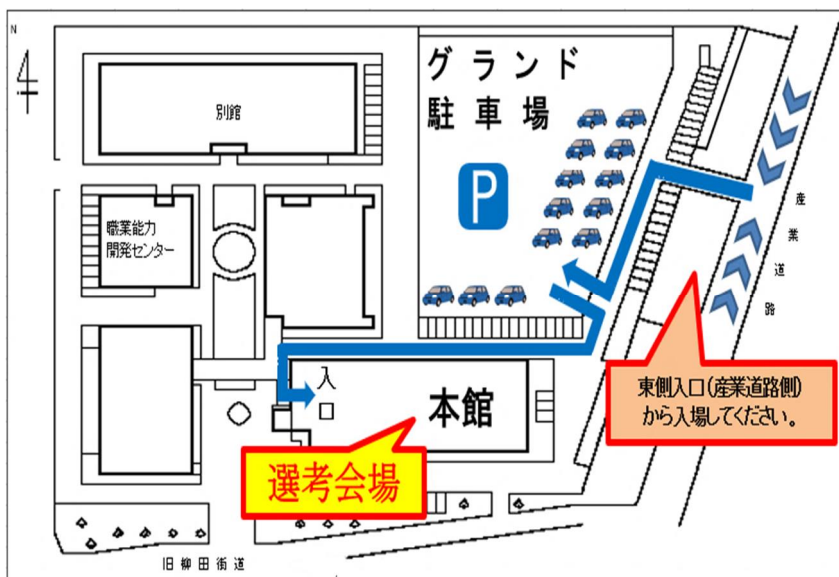 N
グランド
駐車場
別館
P
職業能力
開発センター
産業道路
東側入口(産業道路側)
から入場してください。
入口
本館
選考会場
旧柳田街道